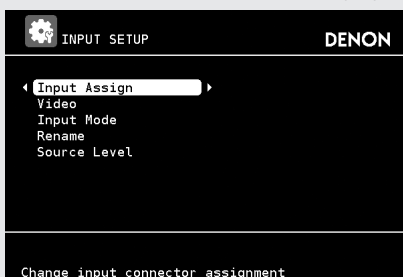 INPUT SETUP
DENON
Input Assign
Video
Input Mode
Rename
Source Level
Change input connector assignment